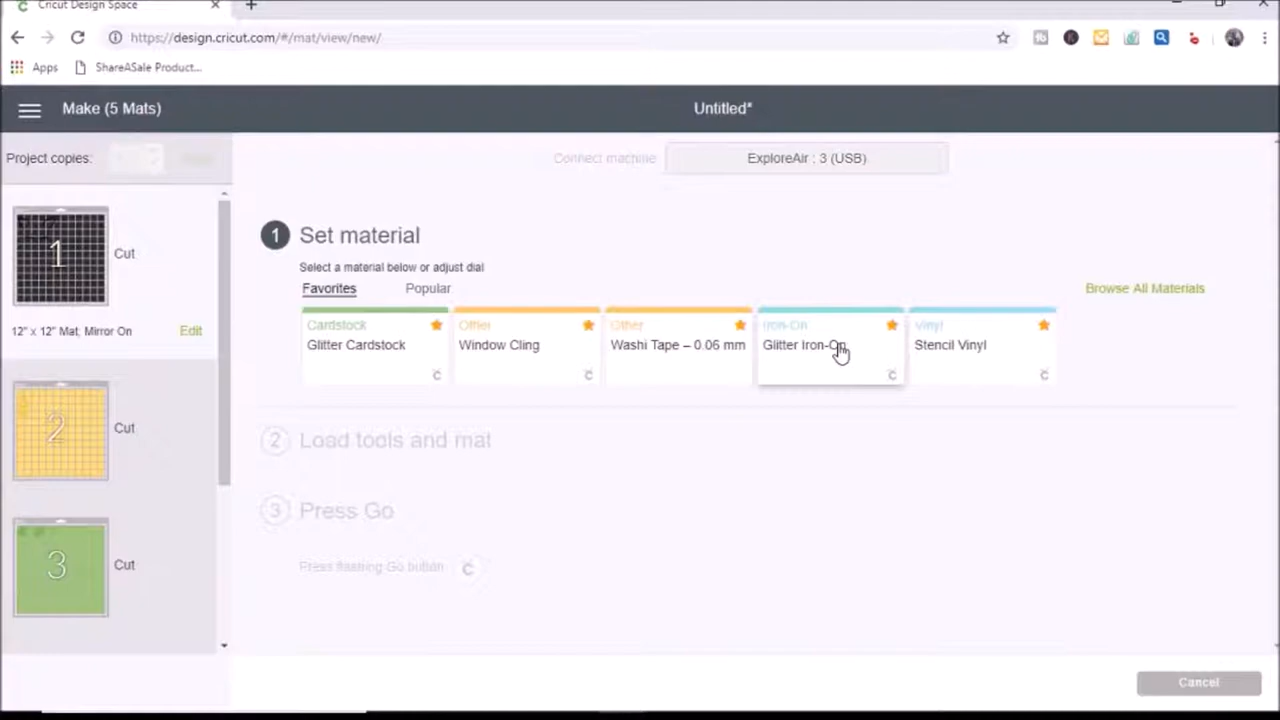 Cricut Design Space
https://design.cricut.com/#/mat/view/new/
Apps
ShareASale Product...
Make (5 Mats)
Untitled*
Project copies:
Connect machine
ExploreAir : 3 (USB)
1
Cut
12" x 12" Mat, Mirror On
Edit
2
Cut
3
Cut
1
Set material
Select a material below or adjust dial
Favorites
Popular
Browse All Materials
Cardstock
Glitter Cardstock
Other
Window Cling
Other
Washi Tape – 0.06 mm
Iron-On
Glitter Iron-On
Vinyl
Stencil Vinyl
2
Load tools and mat
3
Press Go
Press flashing Go button
Cancel